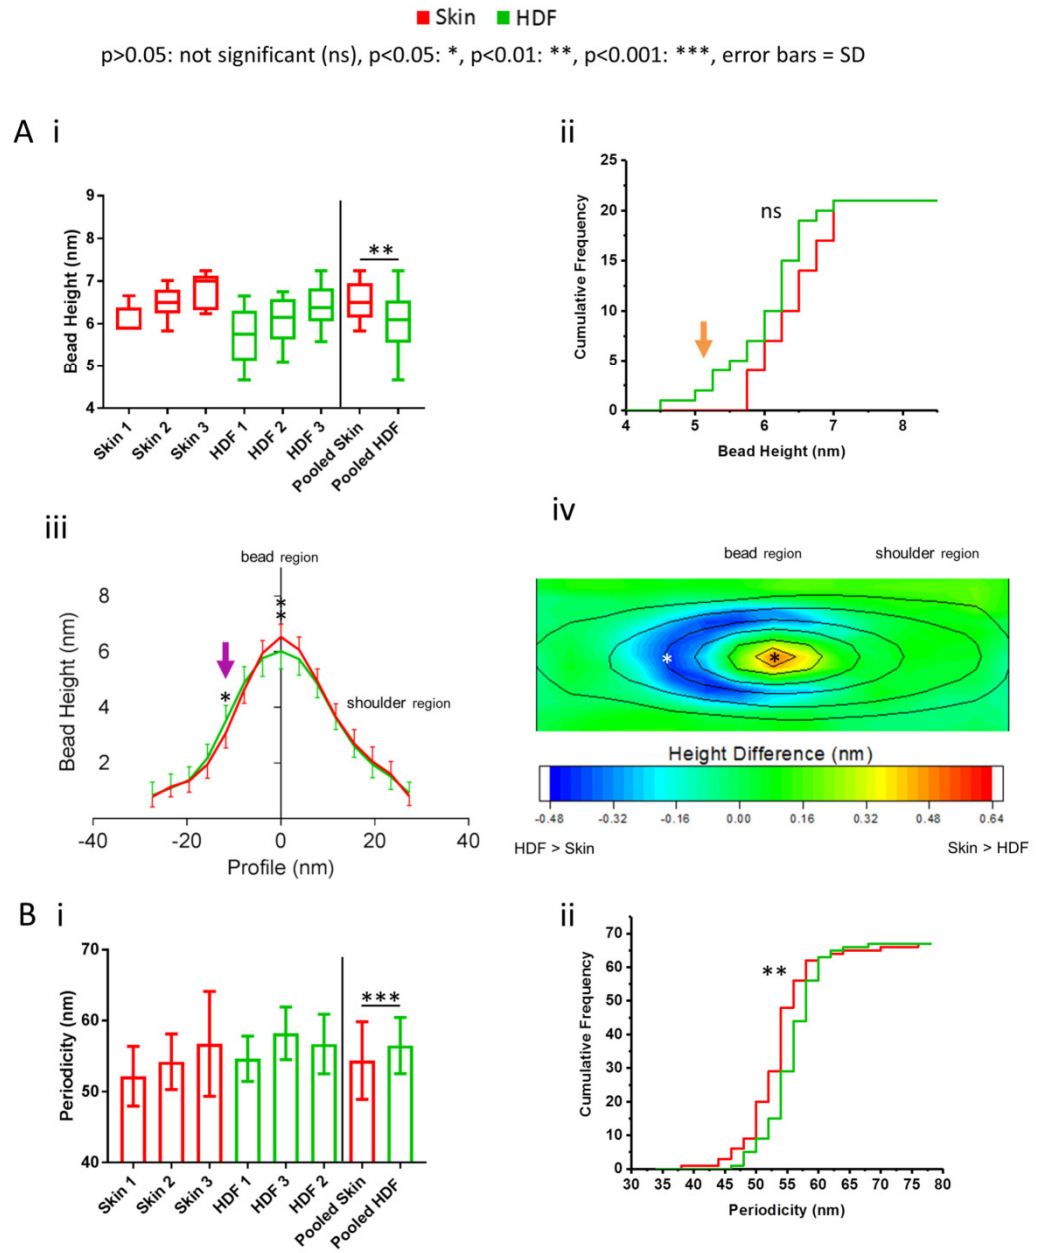 Skin HDF
p>0.05: not significant (ns), p<0.05: *, p<0.01: **, p<0.001: ***, error bars = SD
A i
9
8
7
6
5
4
Bead Height (nm)
**
Skin 1
Skin 2
Skin 3
HDF 1
HDF 2
HDF 3
Pooled Skin
Pooled HDF
ii
25
20
15
10
5
0
Cumulative Frequency
ns
4 5 6 7 8
Bead Height (nm)
iii
bead region
8
6
4
2
Bead Height (nm)
*
*
*
shoulder region
-40 -20 0 20 40
Profile (nm)
iv
bead region shoulder region
* *
Height Difference (nm)
-0.48 -0.32 -0.16 0.00 0.16 0.32 0.48 0.64
HDF > Skin Skin > HDF
B i
70
60
50
40
Periodicity (nm)
***
Skin 1
Skin 2
Skin 3
HDF 1
HDF 3
HDF 2
Pooled Skin
Pooled HDF
ii
70
60
50
40
30
20
10
0
Cumulative Frequency
**
30 35 40 45 50 55 60 65 70 75 80
Periodicity (nm)